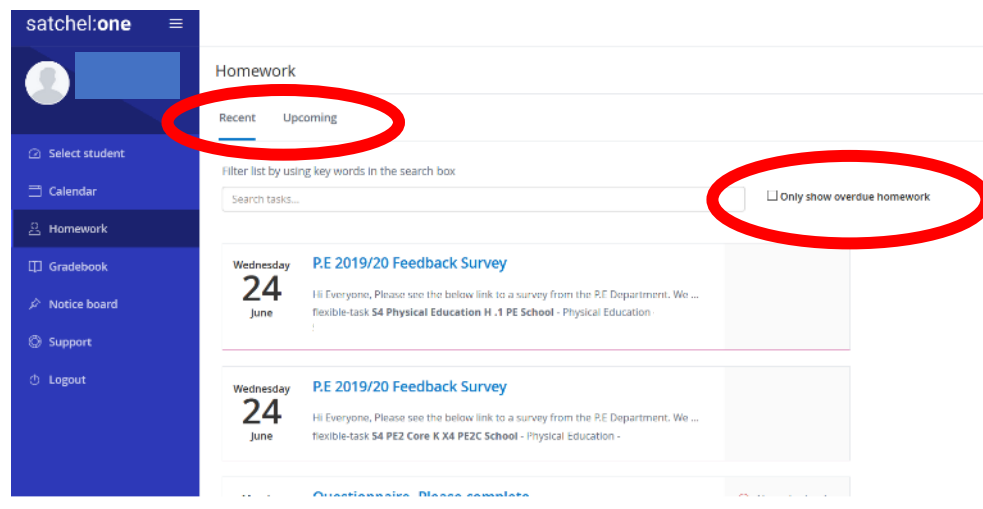 satchel:one
Homework
Recent Upcoming
Select student
Calendar
Homework
Gradebook
Notice board
Support
Logout
Filter list by using key words in the search box
Search tasks...
Only show overdue homework
Wednesday
24
June
P.E 2019/20 Feedback Survey
Hi Everyone, Please see the below link to a survey from the P.E Department. We ...
flexible-task S4 Physical Education H .1 PE School - Physical Education -
Wednesday
24
June
P.E 2019/20 Feedback Survey
Hi Everyone, Please see the below link to a survey from the P.E Department. We ...
flexible-task S4 PE2 Core K X4 PE2C School - Physical Education -
Questionnaire. Please complete